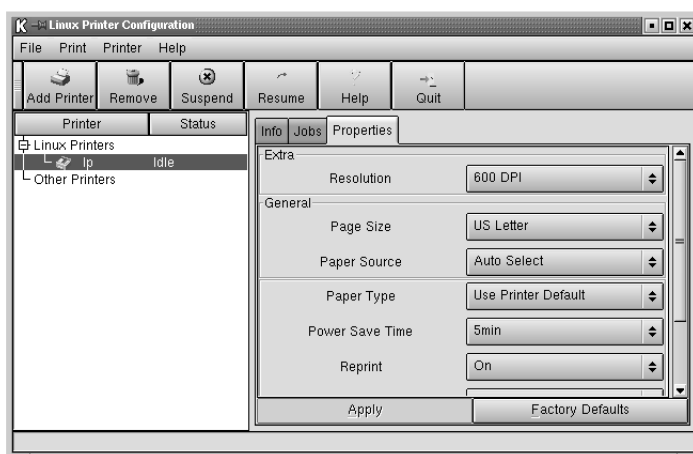 Linux Printer Configuration
File Print Printer Help
Add Printer Remove Suspend Resume Help Quit
Printer Status
Linux Printers
lp Idle
Other Printers
Info Jobs Properties
Extra
Resolution 600 DPI
General
Page Size US Letter
Paper Source Auto Select
Paper Type Use Printer Default
Power Save Time 5min
Reprint On
Apply Factory Defaults